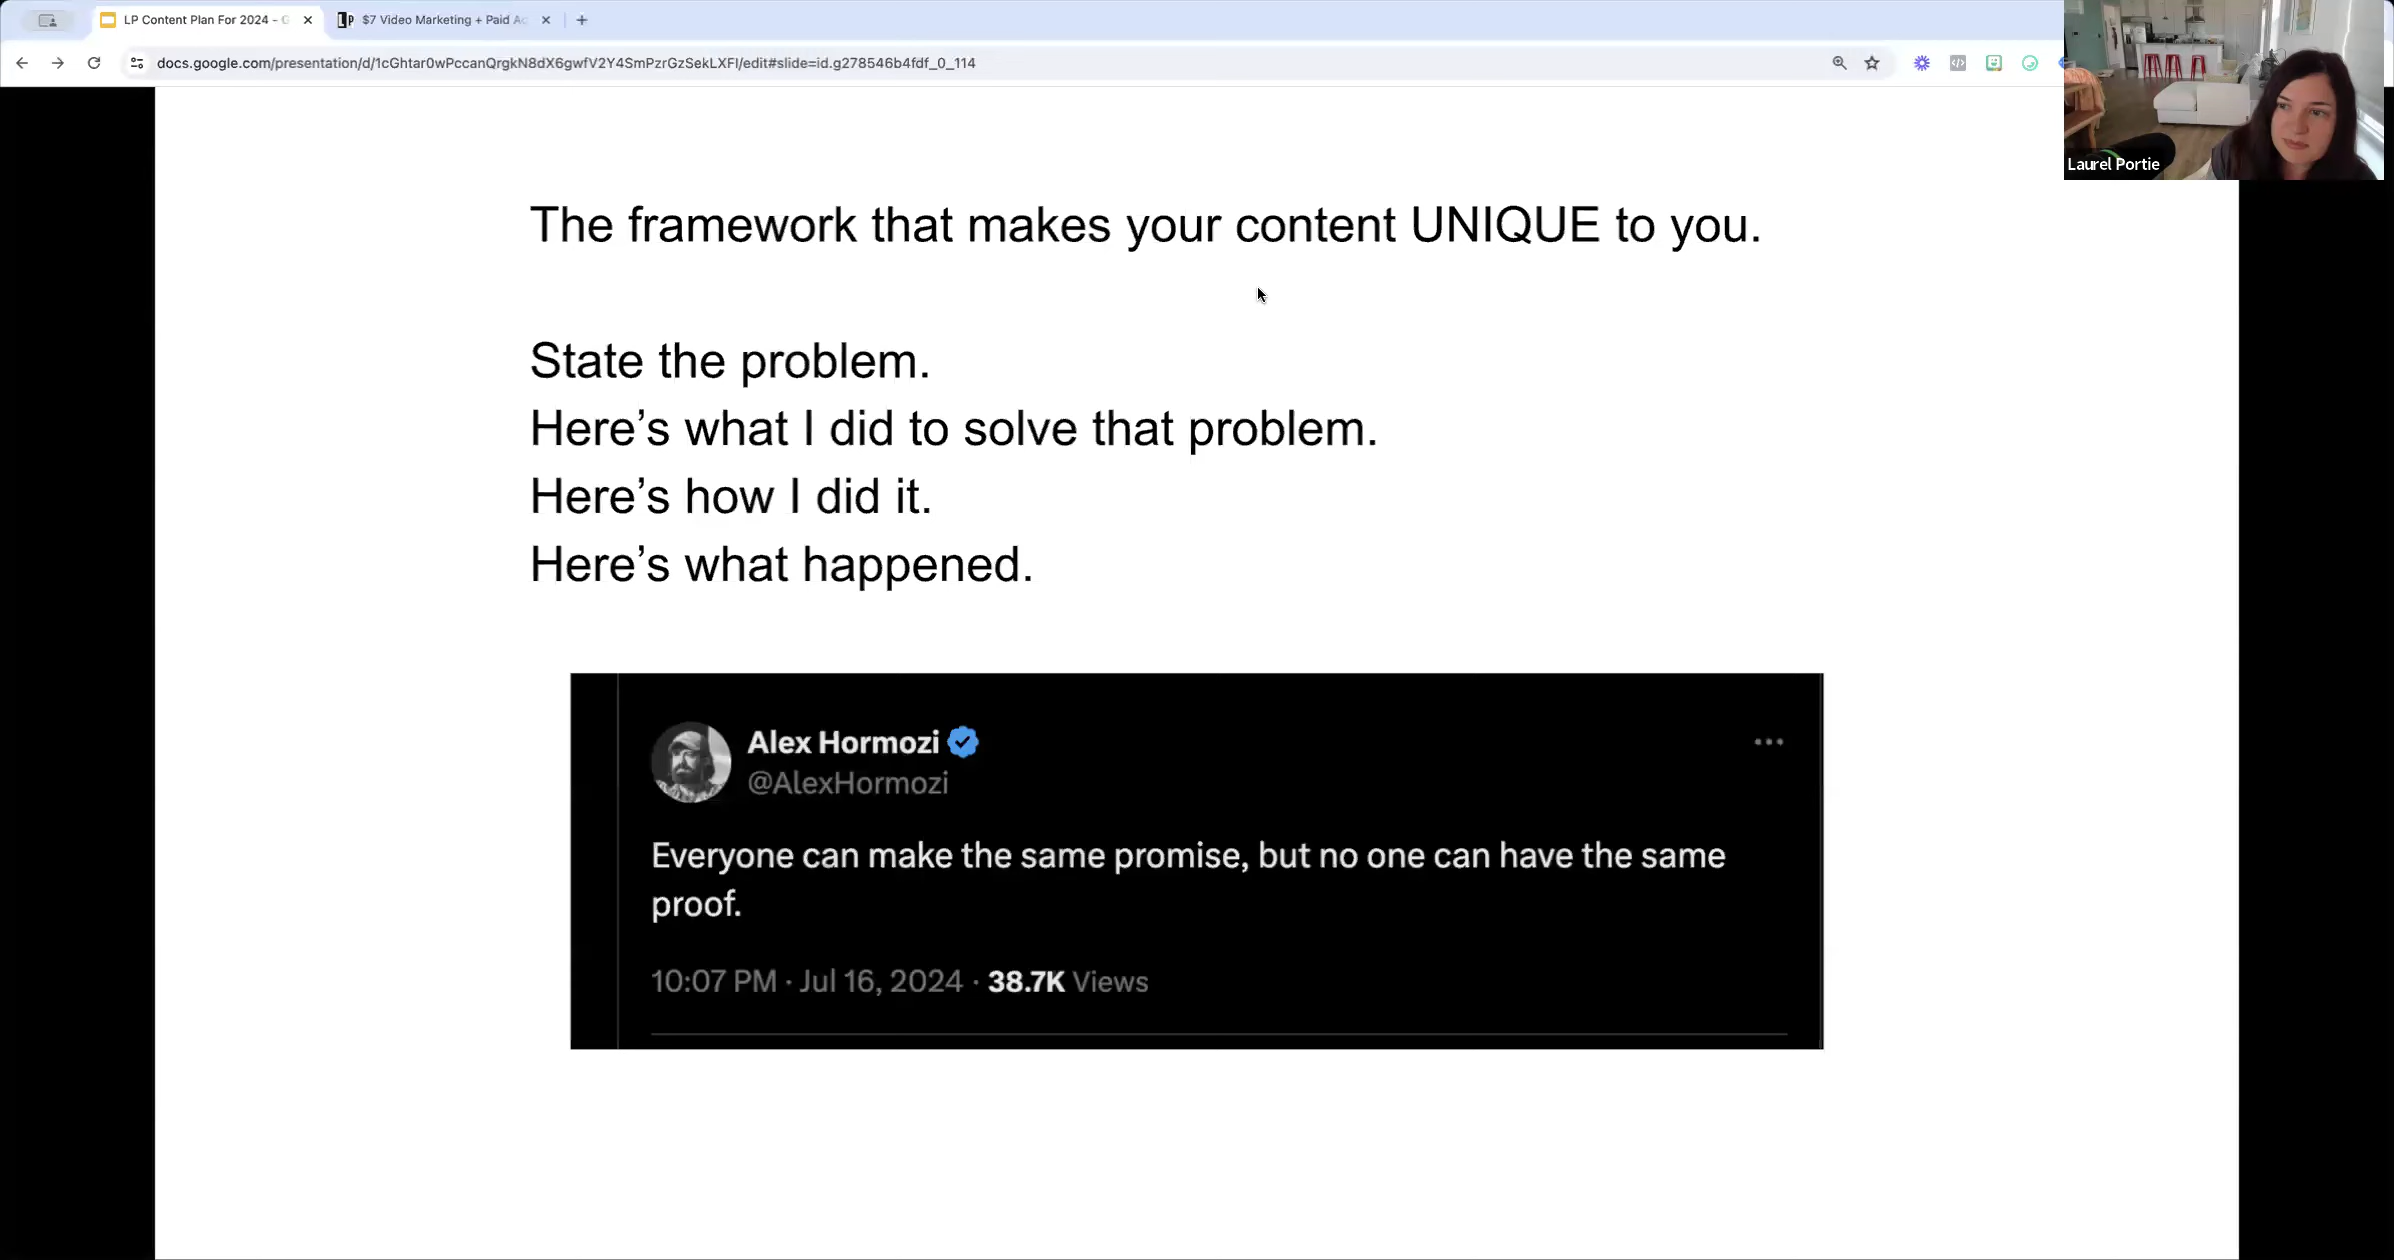 LP Content Plan For 2024 - G
$7 Video Marketing + Paid Ac
docs.google.com/presentation/d/1cGhtar0wPccanQrgkN8dX6gwfV2Y4SmPzrGzSekLXFI/edit#slide=id.g278546b4fdf_0_114
Laurel Portie
The framework that makes your content UNIQUE to you.
State the problem.
Here’s what I did to solve that problem.
Here’s how I did it.
Here’s what happened.
Alex Hormozi
@AlexHormozi
Everyone can make the same promise, but no one can have the same
proof.
10:07 PM · Jul 16, 2024 · 38.7K Views